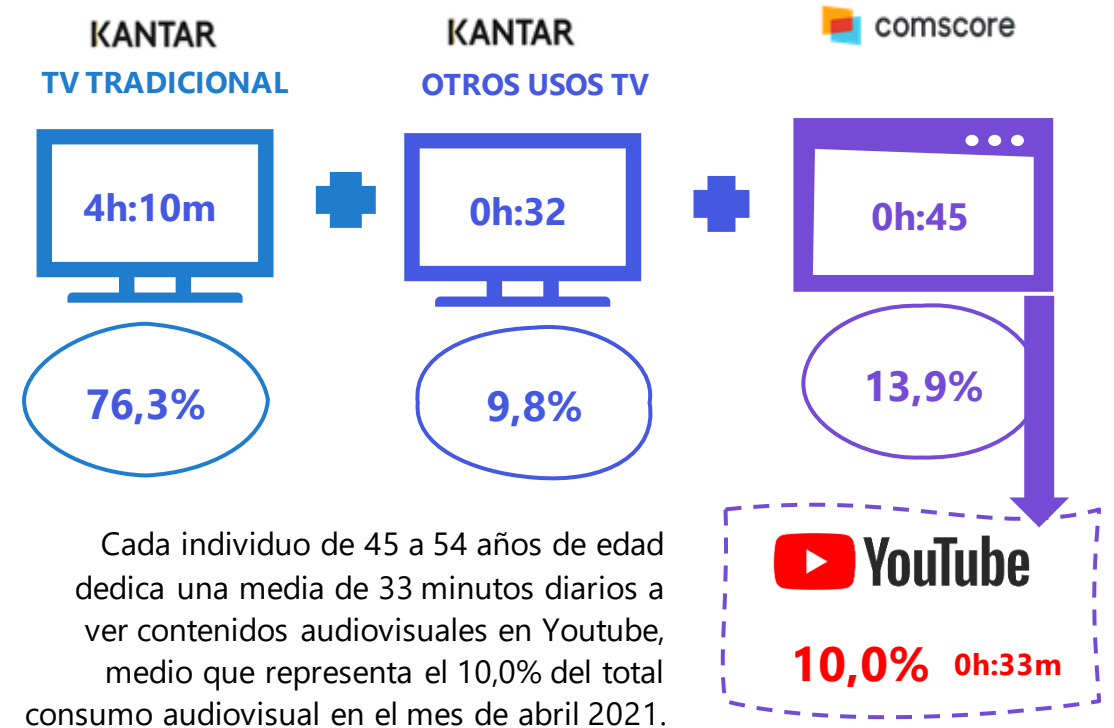 KANTAR
TV TRADICIONAL
KANTAR
OTROS USOS TV
comscore
4h:10m
0h:32
0h:45
76,3%
9,8%
13,9%
Cada individuo de 45 a 54 años de edad
dedica una media de 33 minutos diarios a
ver contenidos audiovisuales en Youtube,
medio que representa el 10,0% del total
consumo audiovisual en el mes de abril 2021.
YouTube
10,0% 0h:33m